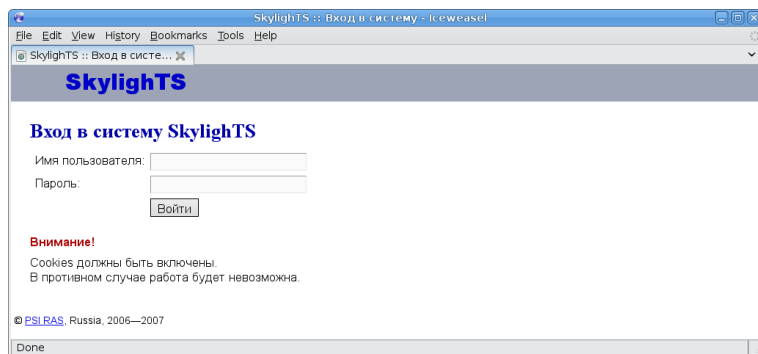 SkylighTS :: Вход в систему - Iceweasel
File Edit View History Bookmarks Tools Help
SkylighTS :: Вход в систе...
SkylighTS
Вход в систему SkylighTS
Имя пользователя:
Пароль:
Войти
Внимание!
Cookies должны быть включены.
В противном случае работа будет невозможна.
© PSI RAS, Russia, 2006—2007
Done